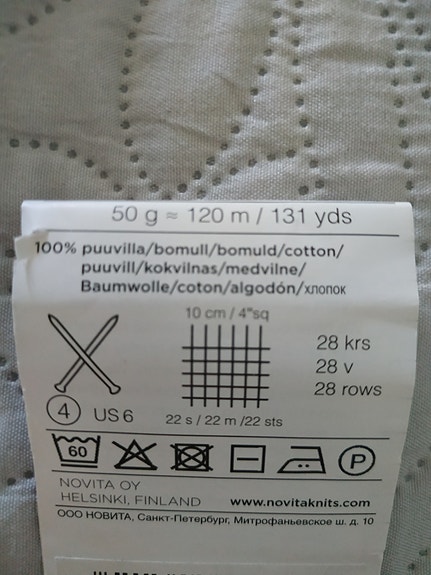 50 g ≈ 120 m / 131 yds
100% puuvilla/bomull/bomuld/cotton/
puuvill/kokvilnas/medvilne/
Baumwolle/coton/algodón/хлопок
10 cm / 4"sq
28 krs
28 v
28 rows
4 US 6
22 s / 22 m /22 sts
60
P
NOVITA OY
HELSINKI, FINLAND www.novitaknits.com
ООО НОВИТА, Санкт-Петербург, Митрофаньевское ш. д. 10